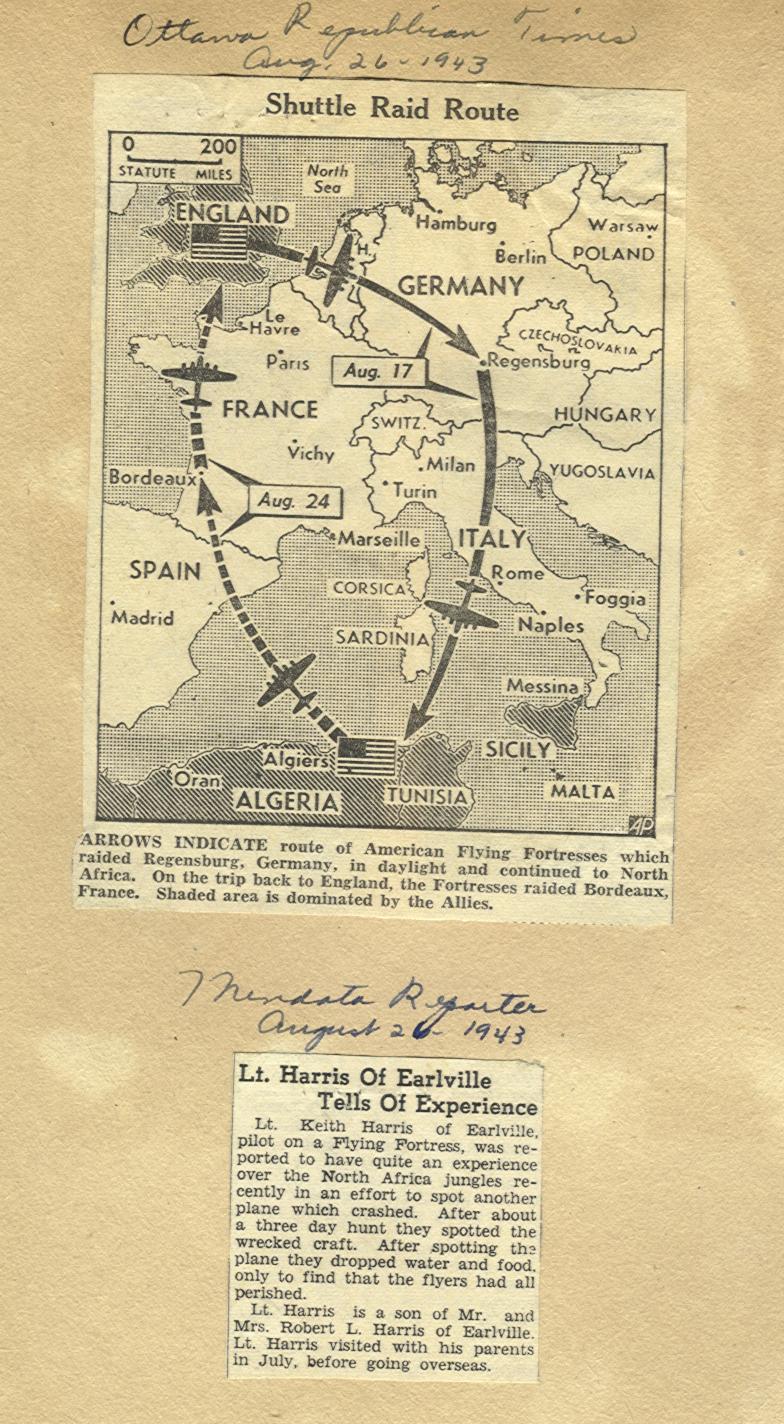 Ottawa Republican Times
Aug. 26 - 1943
Shuttle Raid Route
0 200
STATUTE MILES
North
Sea
ENGLAND
Hamburg
Warsaw
H.
Berlin
POLAND
GERMANY
Le
Havre
CZECHOSLOVAKIA
Paris
Regensburg
Aug. 17
FRANCE
SWITZ.
HUNGARY
Vichy
Milan
YUGOSLAVIA
Bordeaux
Turin
Aug. 24
Marseille
ITALY
SPAIN
CORSICA
Rome
Foggia
Madrid
Naples
SARDINIA
Messina
SICILY
Algiers
Oran
ALGERIA
TUNISIA
MALTA
AP
ARROWS INDICATE route of American Flying Fortresses which
raided Regensburg, Germany, in daylight and continued to North
Africa. On the trip back to England, the Fortresses raided Bordeaux,
France. Shaded area is dominated by the Allies.
Mendota Reporter
August 26 - 1943
Lt. Harris Of Earlville
Tells Of Experience
Lt. Keith Harris of Earlville,
pilot on a Flying Fortress, was re-
ported to have quite an experience
over the North Africa jungles re-
cently in an effort to spot another
plane which crashed. After about
a three day hunt they spotted the
wrecked craft. After spotting the
plane they dropped water and food,
only to find that the flyers had all
perished.
Lt. Harris is a son of Mr. and
Mrs. Robert L. Harris of Earlville.
Lt. Harris visited with his parents
in July, before going overseas.